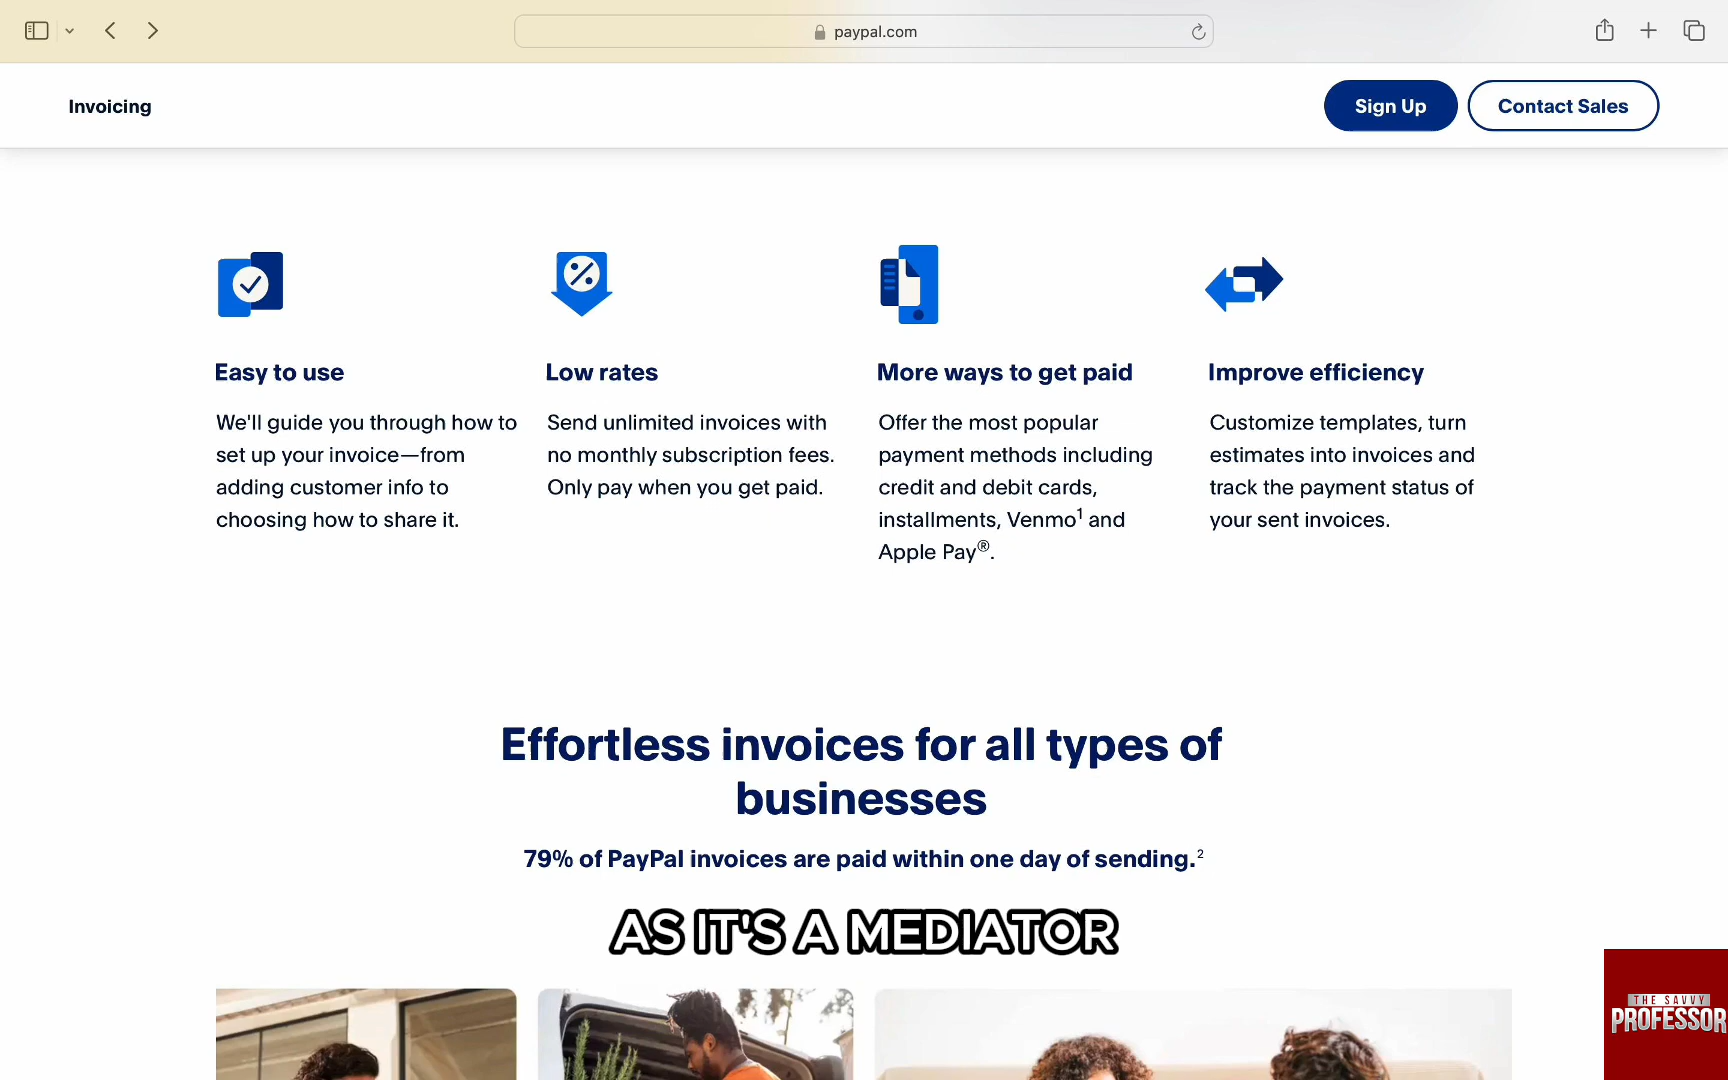 paypal.com
Invoicing
Sign Up
Contact Sales
Easy to use
We'll guide you through how to
set up your invoice—from
adding customer info to
choosing how to share it.
Low rates
Send unlimited invoices with
no monthly subscription fees.
Only pay when you get paid.
More ways to get paid
Offer the most popular
payment methods including
credit and debit cards,
installments, Venmo¹ and
Apple Pay®.
Improve efficiency
Customize templates, turn
estimates into invoices and
track the payment status of
your sent invoices.
Effortless invoices for all types of
businesses
79% of PayPal invoices are paid within one day of sending.²
AS IT'S A MEDIATOR
THE SAVVY
PROFESSOR